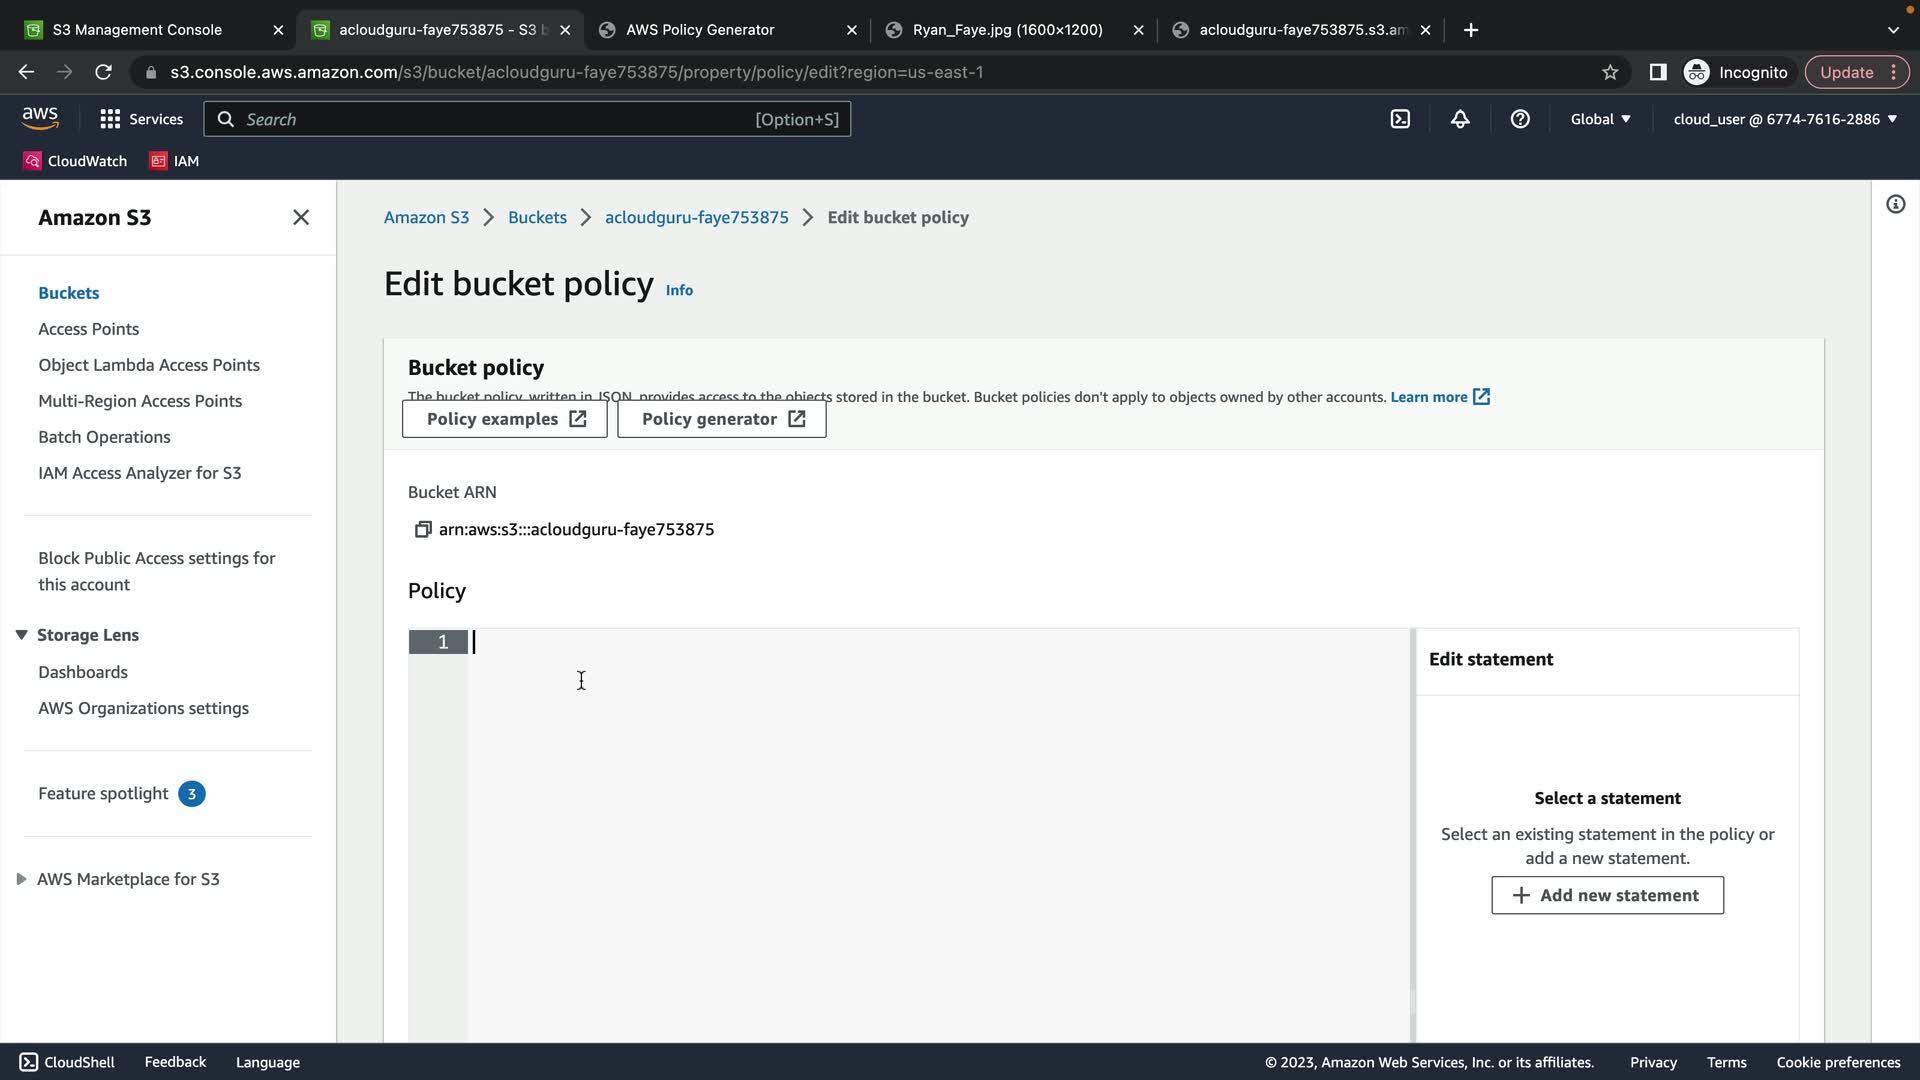 S3 Management Console
acloudguru-faye753875 - S3 b
AWS Policy Generator
Ryan_Faye.jpg (1600×1200)
acloudguru-faye753875.s3.am
s3.console.aws.amazon.com/s3/bucket/acloudguru-faye753875/property/policy/edit?region=us-east-1
Incognito
Update
aws
Services
Search
[Option+S]
Global
cloud_user @ 6774-7616-2886
CloudWatch
IAM
Amazon S3
Buckets
Access Points
Object Lambda Access Points
Multi-Region Access Points
Batch Operations
IAM Access Analyzer for S3
Block Public Access settings for
this account
Storage Lens
Dashboards
AWS Organizations settings
Feature spotlight 3
AWS Marketplace for S3
Amazon S3 > Buckets > acloudguru-faye753875 > Edit bucket policy
Edit bucket policy Info
Bucket policy
The bucket policy, written in JSON, provides access to the objects stored in the bucket. Bucket policies don't apply to objects owned by other accounts. Learn more
Policy examples
Policy generator
Bucket ARN
arn:aws:s3:::acloudguru-faye753875
Policy
1
Edit statement
Select a statement
Select an existing statement in the policy or
add a new statement.
+ Add new statement
CloudShell
Feedback
Language
© 2023, Amazon Web Services, Inc. or its affiliates.
Privacy
Terms
Cookie preferences